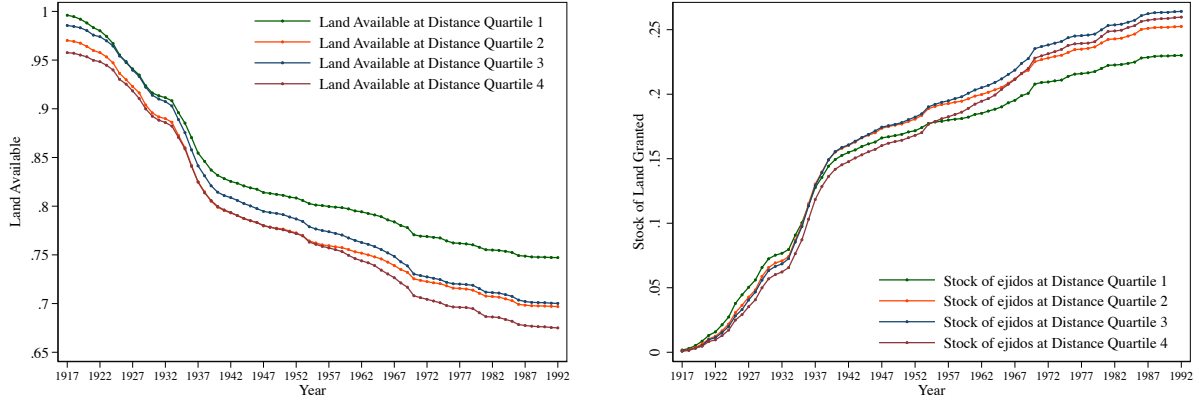 Land Available
1
.95
.9
.85
.8
.75
.7
.65
Land Available at Distance Quartile 1
Land Available at Distance Quartile 2
Land Available at Distance Quartile 3
Land Available at Distance Quartile 4
1917 1922 1927 1932 1937 1942 1947 1952 1957 1962 1967 1972 1977 1982 1987 1992
Year
Stock of Land Granted
.25
.2
.15
.1
.05
0
Stock of ejidos at Distance Quartile 1
Stock of ejidos at Distance Quartile 2
Stock of ejidos at Distance Quartile 3
Stock of ejidos at Distance Quartile 4
1917 1922 1927 1932 1937 1942 1947 1952 1957 1962 1967 1972 1977 1982 1987 1992
Year